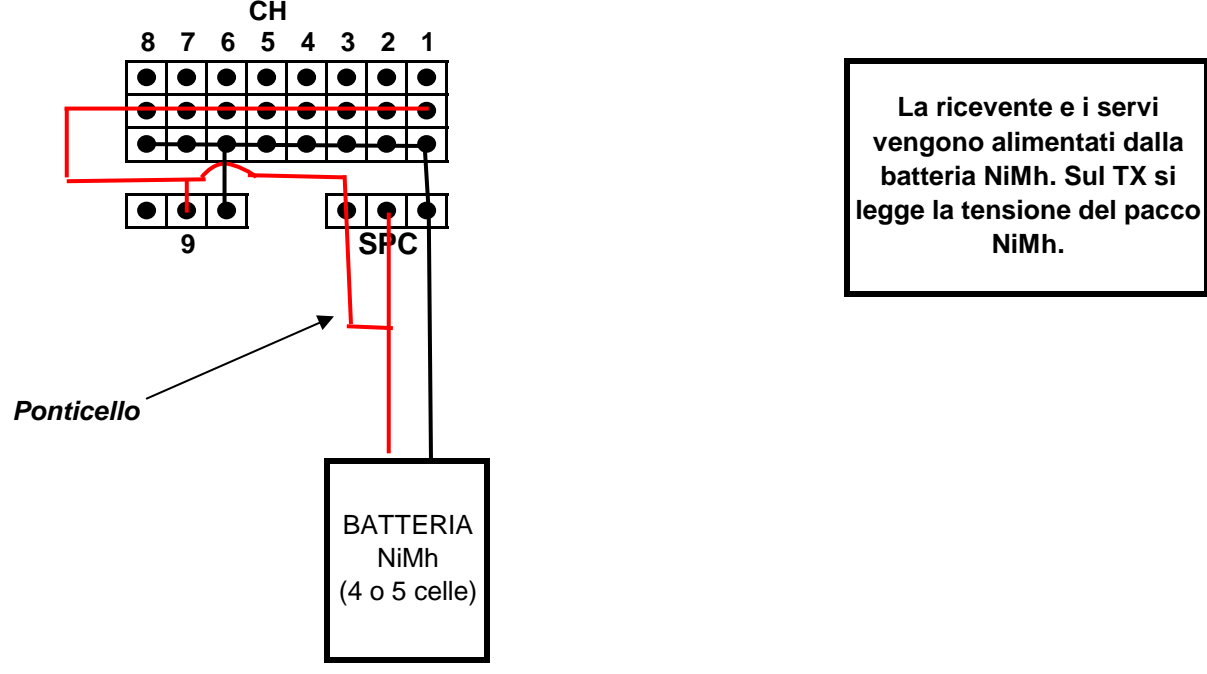 CH
8 7 6 5 4 3 2 1
9
SPC
Ponticello
BATTERIA
NiMh
(4 o 5 celle)
La ricevente e i servi
vengono alimentati dalla
batteria NiMh. Sul TX si
legge la tensione del pacco
NiMh.